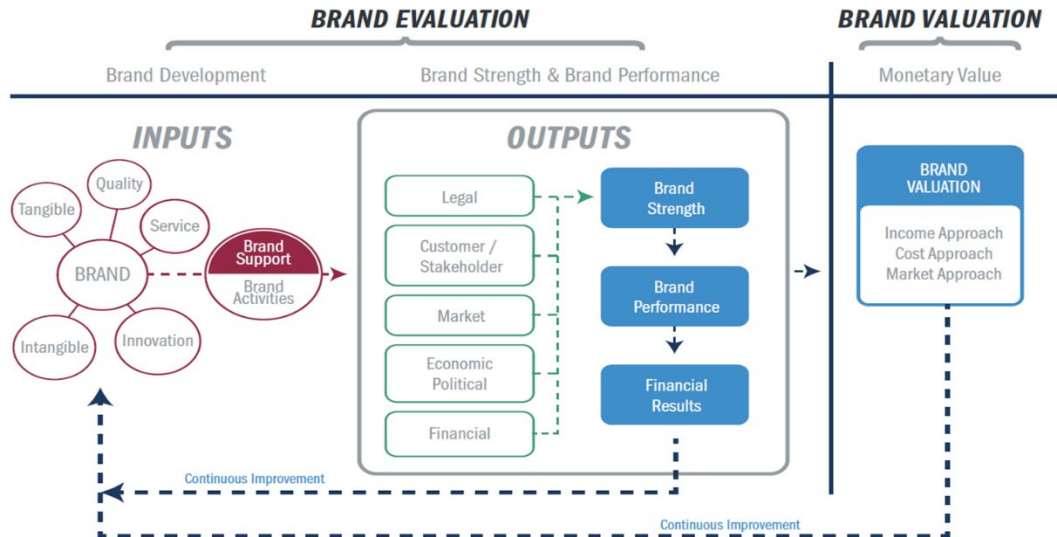 BRAND EVALUATION
BRAND VALUATION
Brand Development
Brand Strength & Brand Performance
Monetary Value
INPUTS
OUTPUTS
Quality
Tangible
Service
BRAND
Intangible
Innovation
Brand
Support
Brand
Activities
Legal
Customer /
Stakeholder
Market
Economic
Political
Financial
Brand
Strength
Brand
Performance
Financial
Results
BRAND
VALUATION
Income Approach
Cost Approach
Market Approach
Continuous Improvement
Continuous Improvement